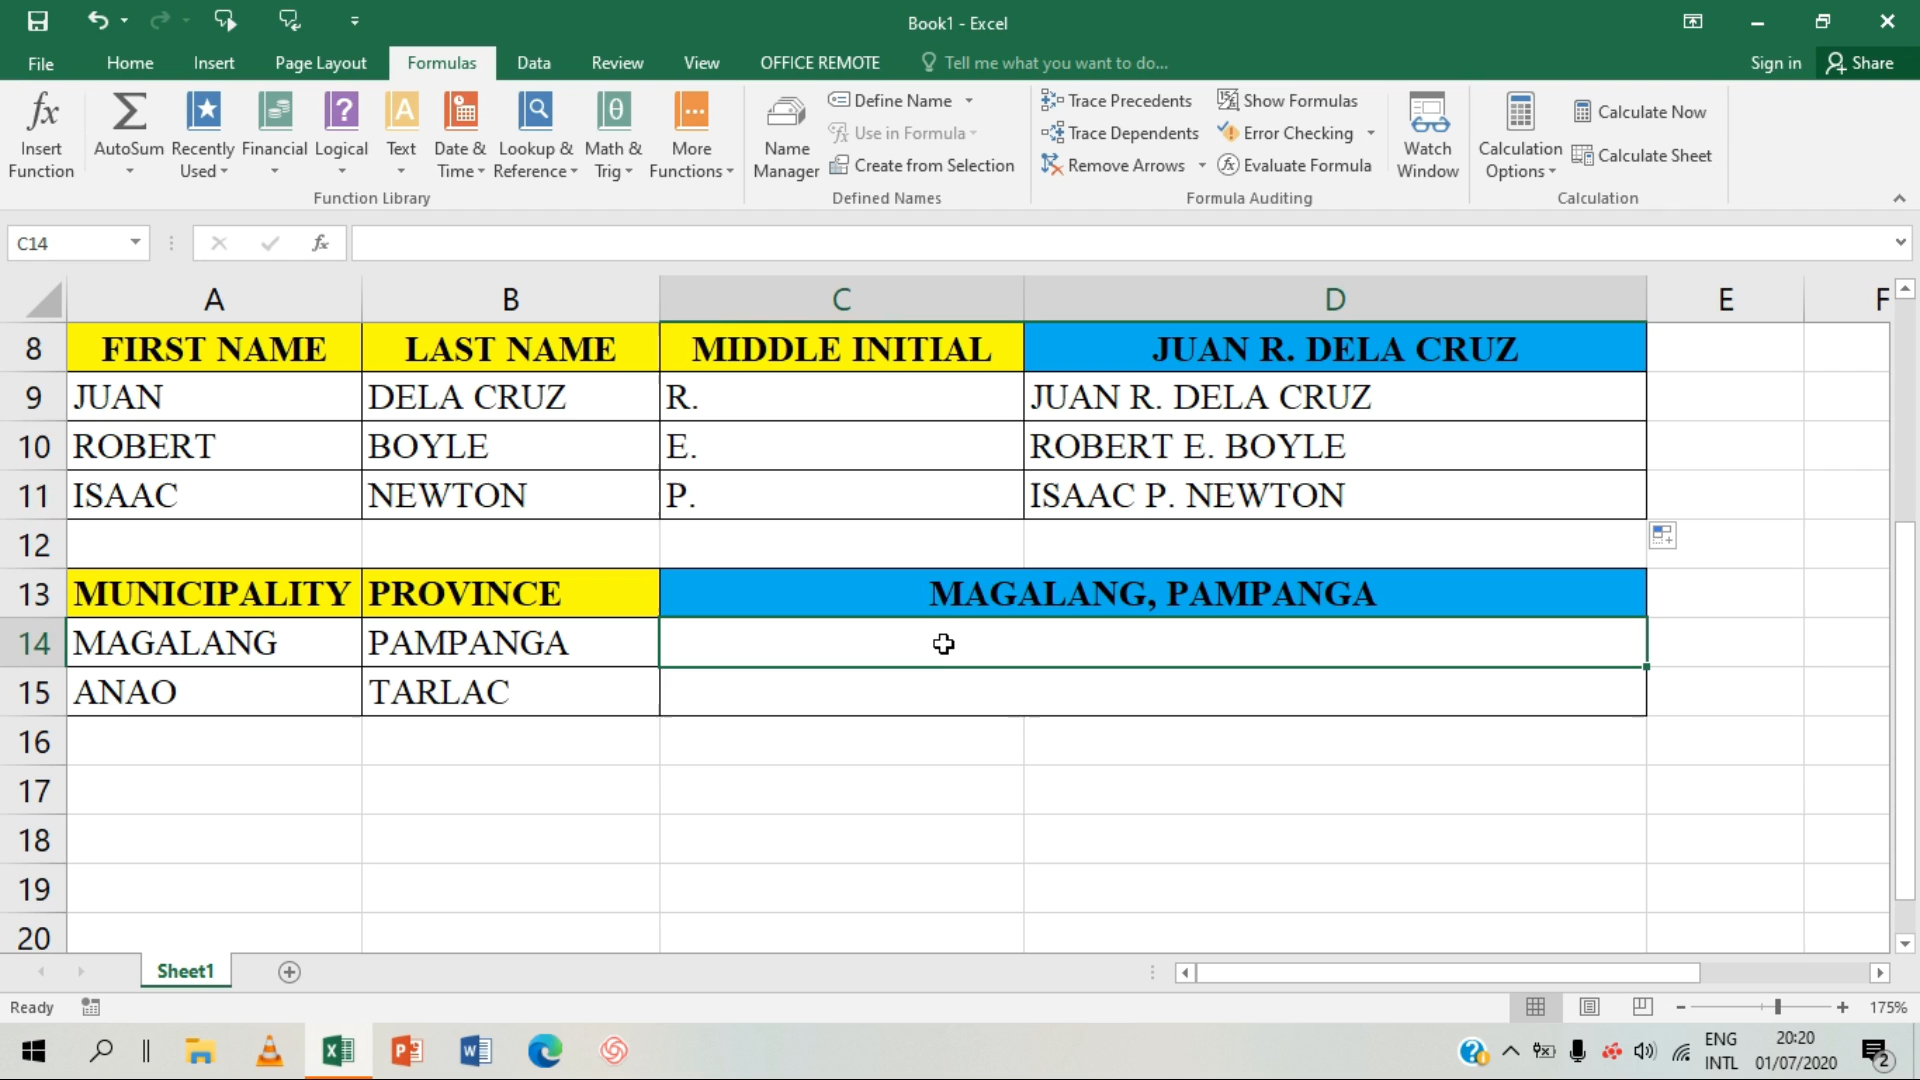 Book1 - Excel
File Home Insert Page Layout Formulas Data Review View OFFICE REMOTE Tell me what you want to do... Sign in Share
fx Insert Function
Σ AutoSum
Recently Used
Financial
Logical
Text
Date & Time
Lookup & Reference
Math & Trig
More Functions
Function Library
Name Manager
Define Name
Use in Formula
Create from Selection
Defined Names
Trace Precedents
Trace Dependents
Remove Arrows
Show Formulas
Error Checking
Evaluate Formula
Formula Auditing
Watch Window
Calculation Options
Calculate Now
Calculate Sheet
Calculation
C14 fx
A B C D E F
8 FIRST NAME LAST NAME MIDDLE INITIAL JUAN R. DELA CRUZ
9 JUAN DELA CRUZ R. JUAN R. DELA CRUZ
10 ROBERT BOYLE E. ROBERT E. BOYLE
11 ISAAC NEWTON P. ISAAC P. NEWTON
12
13 MUNICIPALITY PROVINCE MAGALANG, PAMPANGA
14 MAGALANG PAMPANGA
15 ANAO TARLAC
16
17
18
19
20
Sheet1
Ready 175%
ENG 20:20
INTL 01/07/2020 2